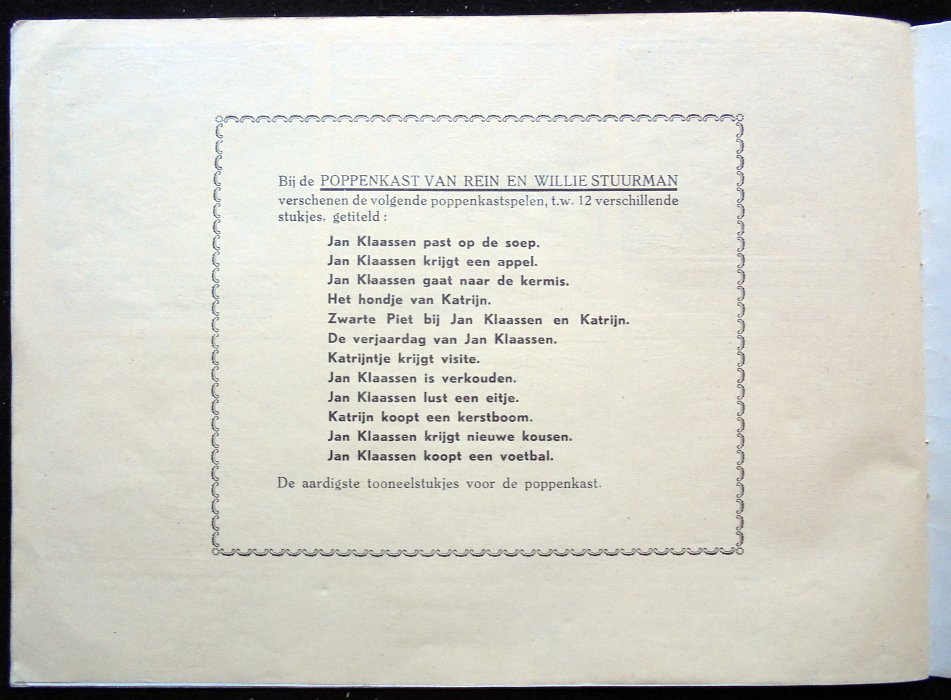 Bij de POPPENKAST VAN REIN EN WILLIE STUURMAN
verschenen de volgende poppenkastspelen, t.w. 12 verschillende
stukjes. getiteld :
Jan Klaassen past op de soep.
Jan Klaassen krijgt een appel.
Jan Klaassen gaat naar de kermis.
Het hondje van Katrijn.
Zwarte Piet bij Jan Klaassen en Katrijn.
De verjaardag van Jan Klaassen.
Katrijntje krijgt visite.
Jan Klaassen is verkouden.
Jan Klaassen lust een eitje.
Katrijn koopt een kerstboom.
Jan Klaassen krijgt nieuwe kousen.
Jan Klaassen koopt een voetbal.
De aardigste tooneelstukjes voor de poppenkast.